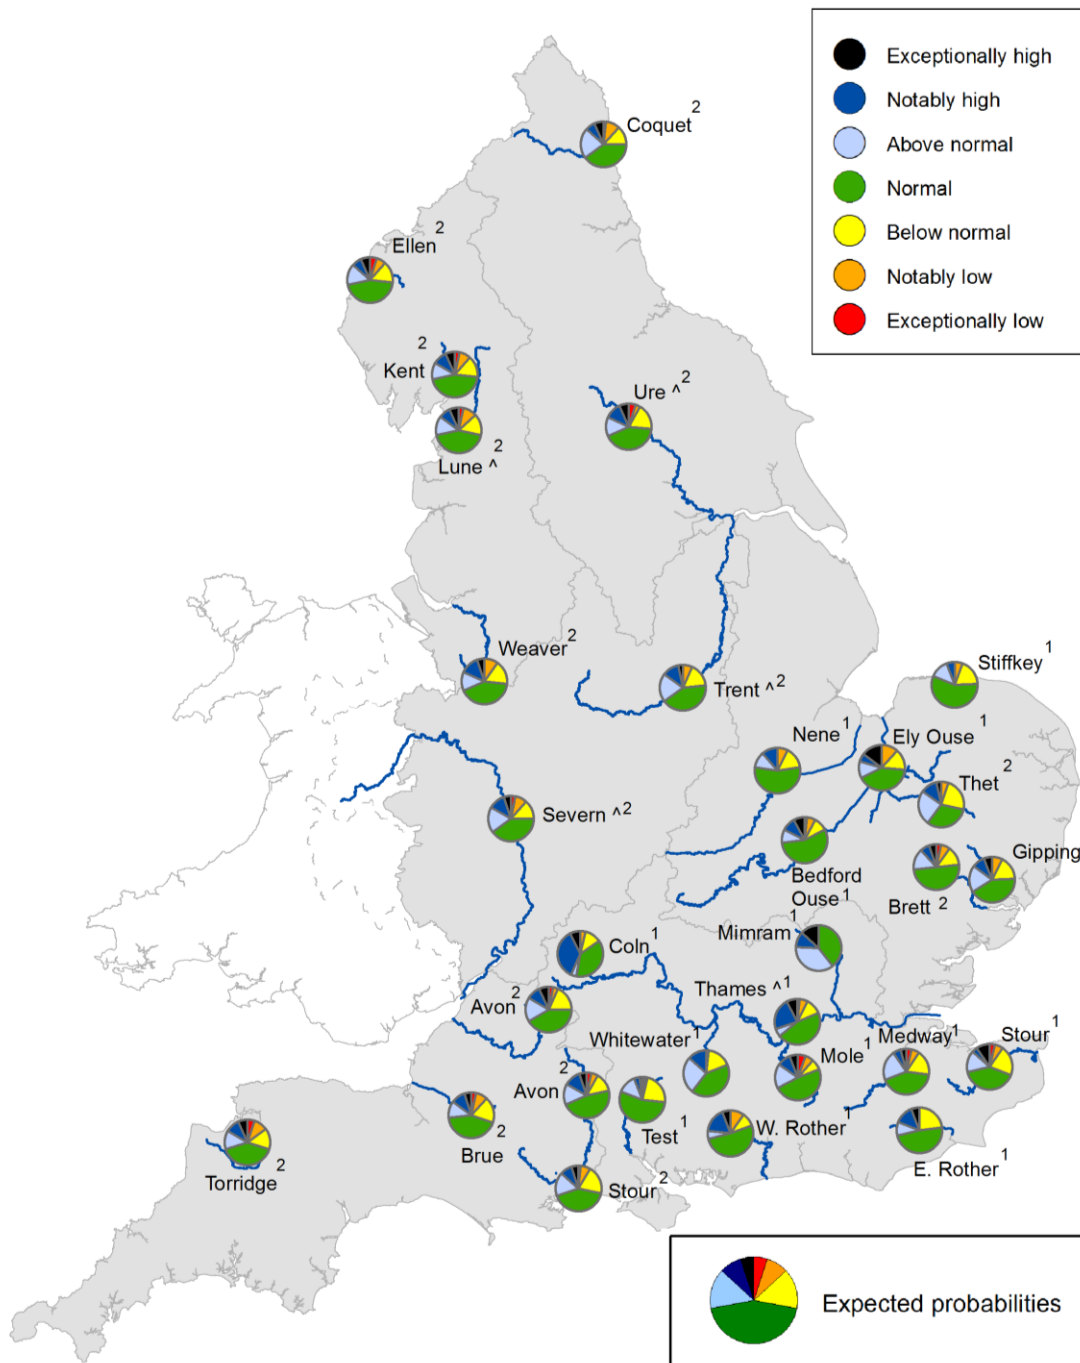 Exceptionally high
Notably high
Above normal
Normal
Below normal
Notably low
Exceptionally low
Coquet 2
Ellen 2
Kent 2
Lune ^ 2
Ure ^ 2
Weaver 2
Trent ^ 2
Stiffkey 1
Nene 1
Ely Ouse 1
Thet 2
Severn ^ 2
Bedford
Ouse 1
Gipping
Brett 2
Mimram 1
Coln 1
Thames ^ 1
Avon 2
Whitewater 1
Mole 1
Medway 1
Stour 1
Avon 2
Test 1
W. Rother 1
E. Rother 1
Brue 2
Stour 2
Torridge 2
Expected probabilities